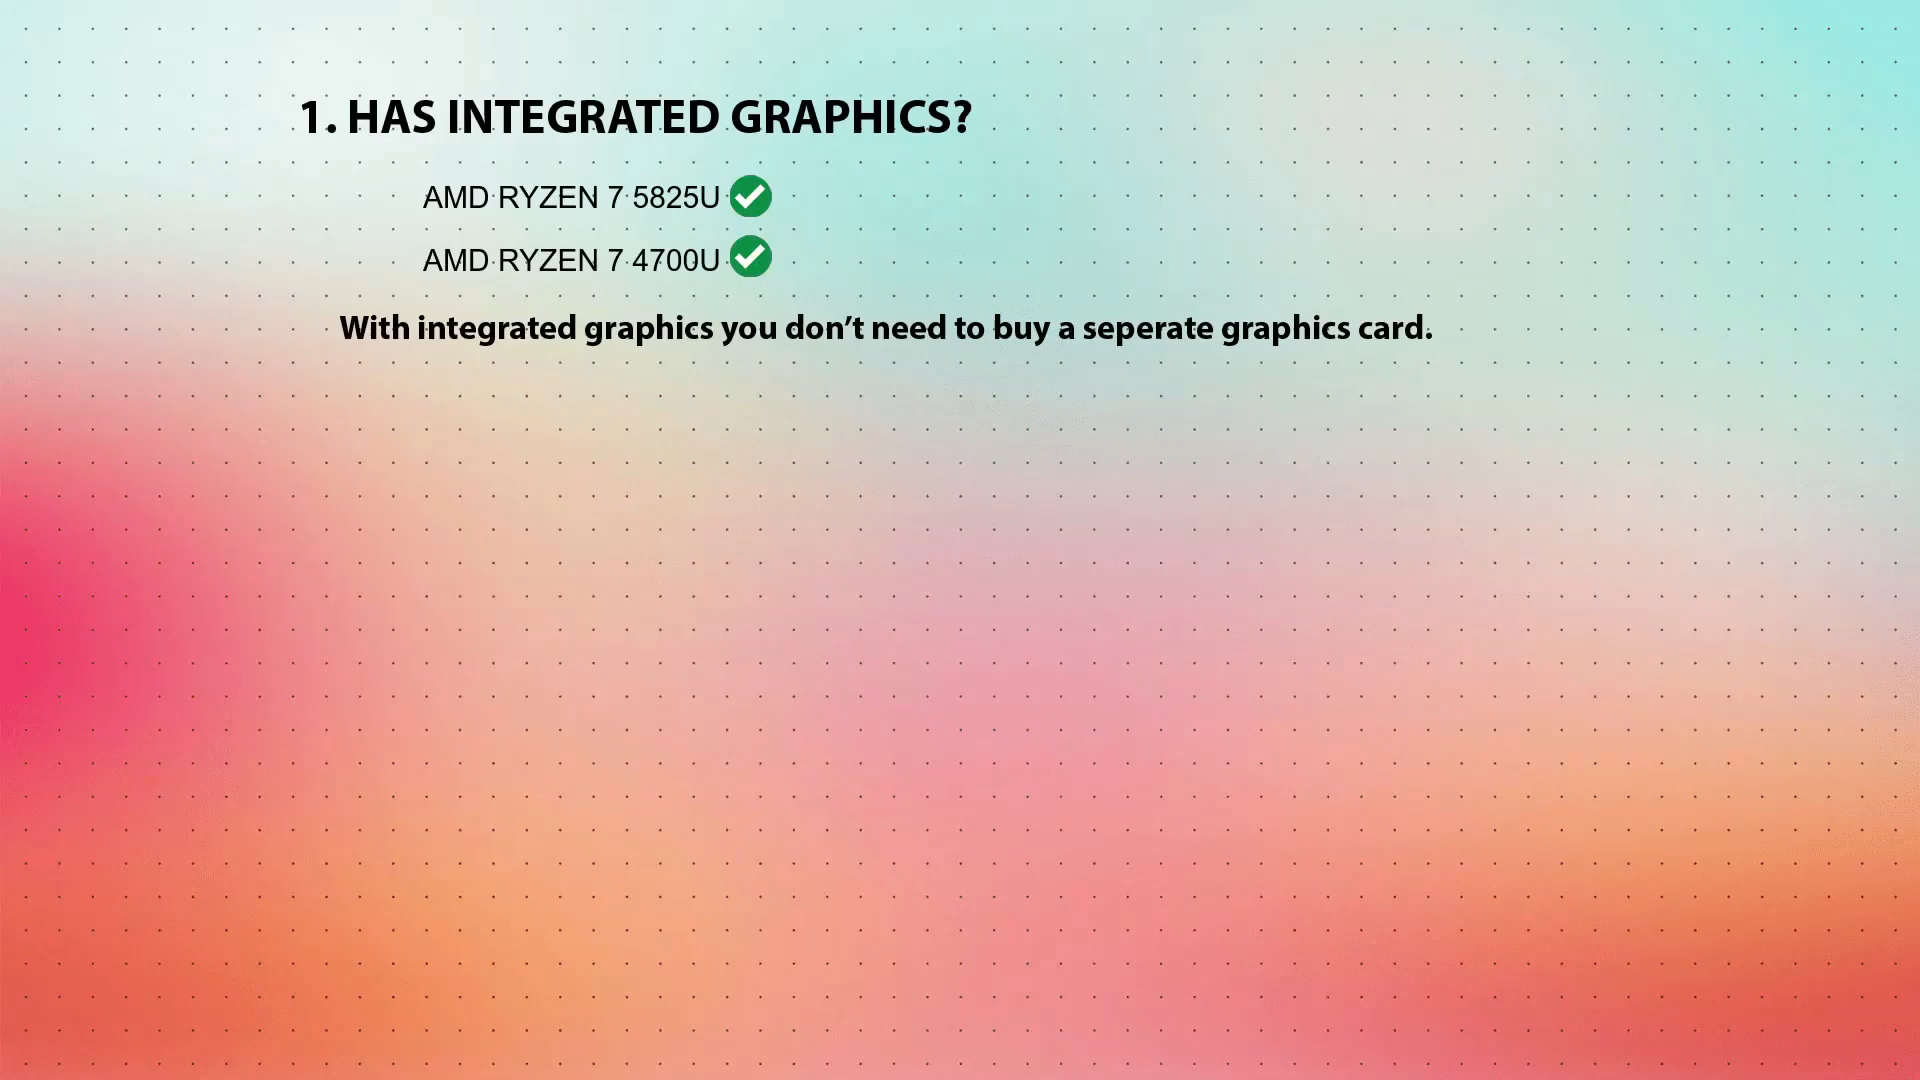 1. HAS INTEGRATED GRAPHICS?
AMD RYZEN 7 5825U
AMD RYZEN 7 4700U
With integrated graphics you don’t need to buy a seperate graphics card.